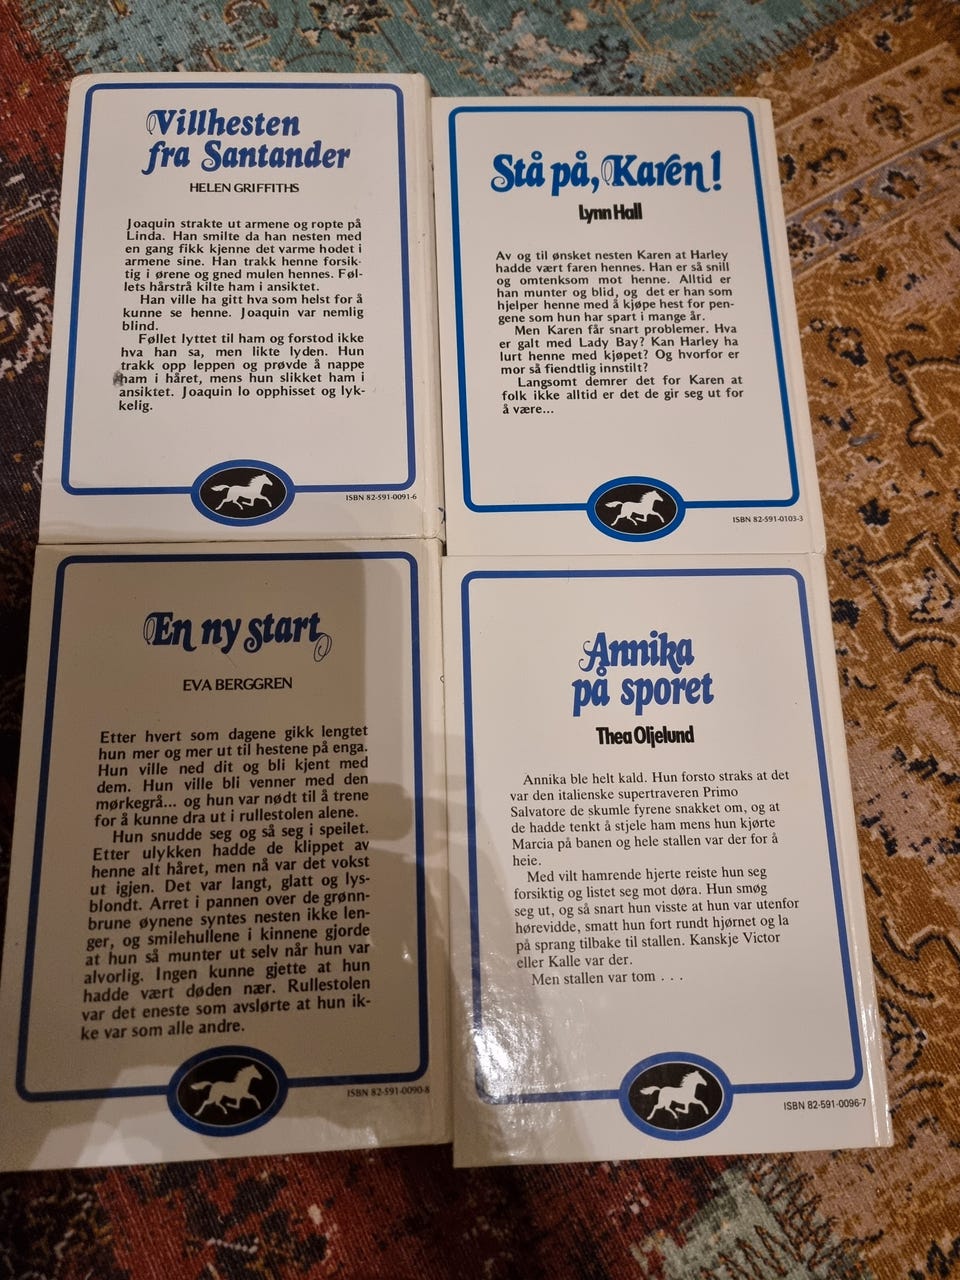 Villhesten
fra Santander
HELEN GRIFFITHS
Joaquin strakte ut armene og ropte på
Linda. Han smilte da han nesten med
en gang fikk kjenne det varme hodet i
armene sine. Han trakk henne forsik-
tig i ørene og gned mulen hennes. Føl-
lets hårstrå kilte ham i ansiktet.
Han ville ha gitt hva som helst for å
kunne se henne. Joaquin var nemlig
blind.
Føllet lyttet til ham og forstod ikke
hva han sa, men likte lyden. Hun
trakk opp leppen og prøvde å nappe
ham i håret, mens hun slikket ham i
ansiktet. Joaquin lo opphisset og lyk-
kelig.
ISBN 82-591-0091-6
Stå på, Karen!
Lynn Hall
Av og til ønsket nesten Karen at Harley
hadde vært faren hennes. Han er så snill
og omtenksom mot henne. Alltid er
han munter og blid, og det er han som
hjelper henne med å kjøpe hest for pen-
gene som hun har spart i mange år.
Men Karen får snart problemer. Hva
er galt med Lady Bay? Kan Harley ha
lurt henne med kjøpet? Og hvorfor er
mor så fiendtlig innstilt?
Langsomt demrer det for Karen at
folk ikke alltid er det de gir seg ut for
å være...
ISBN 82-591-0103-3
En ny start
EVA BERGGREN
Etter hvert som dagene gikk lengtet
hun mer og mer ut til hestene på enga.
Hun ville ned dit og bli kjent med
dem. Hun ville bli venner med den
mørkegrå... og hun var nødt til å trene
for å kunne dra ut i rullestolen alene.
Hun snudde seg og så seg i speilet.
Etter ulykken hadde de klippet av
henne alt håret, men nå var det vokst
ut igjen. Det var langt, glatt og lys-
blondt. Arret i pannen over de grønn-
brune øynene syntes nesten ikke len-
ger, og smilehullene i kinnene gjorde
at hun så munter ut selv når hun var
alvorlig. Ingen kunne gjette at hun
hadde vært døden nær. Rullestolen
var det eneste som avslørte at hun ik-
ke var som alle andre.
ISBN 82-591-0090-8
Annika
på sporet
Thea Oljelund
Annika ble helt kald. Hun forsto straks at det
var den italienske supertraveren Primo
Salvatore de skumle fyrene snakket om, og at
de hadde tenkt å stjele ham mens hun kjørte
Marcia på banen og hele stallen var der for å
heie.
Med vilt hamrende hjerte reiste hun seg
forsiktig og listet seg mot døra. Hun smøg
seg ut, og så snart hun visste at hun var utenfor
hørevidde, smatt hun fort rundt hjørnet og la
på sprang tilbake til stallen. Kanskje Victor
eller Kalle var der.
Men stallen var tom . . .
ISBN 82-591-0096-7